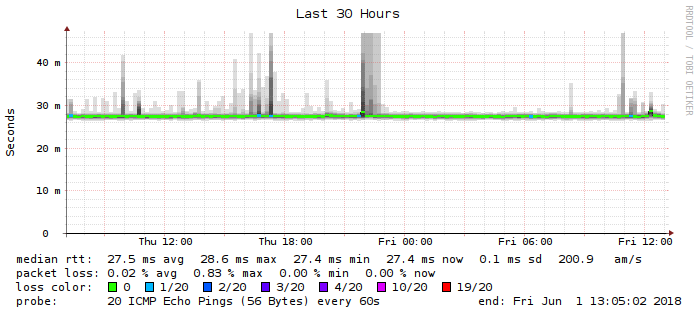 Last 30 Hours
RRDTOOL / TOBI OETIKER
Seconds
40 m
30 m
20 m
10 m
0
Thu 12:00 Thu 18:00 Fri 00:00 Fri 06:00 Fri 12:00
median rtt: 27.5 ms avg 28.6 ms max 27.4 ms min 27.4 ms now 0.1 ms sd 200.9 am/s
packet loss: 0.02 % avg 0.83 % max 0.00 % min 0.00 % now
loss color: 0 1/20 2/20 3/20 4/20 10/20 19/20
probe: 20 ICMP Echo Pings (56 Bytes) every 60s end: Fri Jun 1 13:05:02 2018